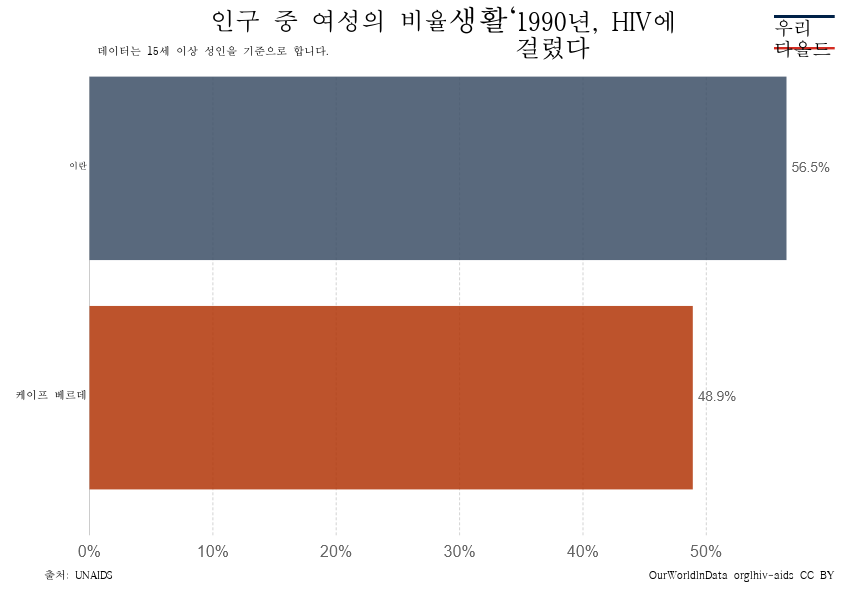 인구 중 여성의 비율생활‘1990년, HIV에
걸렸다
우리
다올드
데이터는 15세 이상 성인을 기준으로 합니다.
이란
56.5%
케이프 베르데
48.9%
0% 10% 20% 30% 40% 50%
출처: UNAIDS
OurWorldInData orglhiv-aids CC BY